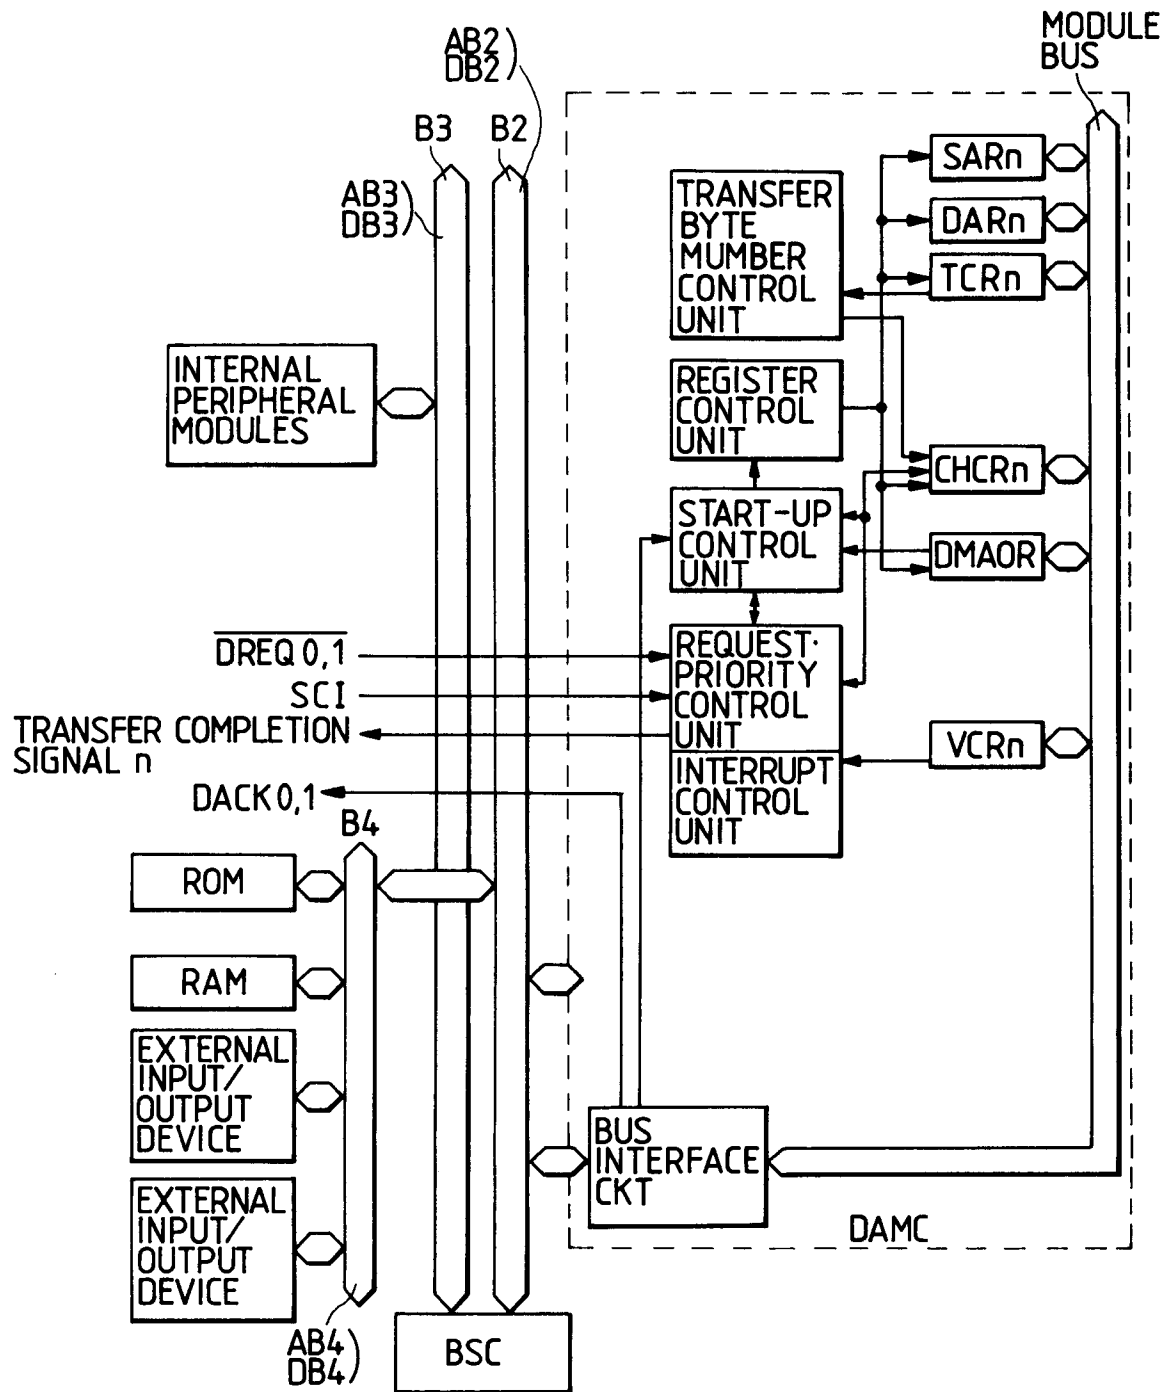 MODULE
BUS
AB2
DB2
B3
B2
AB3
DB3
SARn
DARn
TCRn
TRANSFER
BYTE
MUMBER
CONTROL
UNIT
INTERNAL
PERIPHERAL
MODULES
REGISTER
CONTROL
UNIT
CHCRn
START-UP
CONTROL
UNIT
DMAOR
DREQ 0,1
SCI
TRANSFER COMPLETION
SIGNAL n
DACK 0,1
REQUEST·
PRIORITY
CONTROL
UNIT
INTERRUPT
CONTROL
UNIT
VCRn
B4
ROM
RAM
EXTERNAL
INPUT/
OUTPUT
DEVICE
EXTERNAL
INPUT/
OUTPUT
DEVICE
BUS
INTERFACE
CKT
DAMC
AB4
DB4
BSC